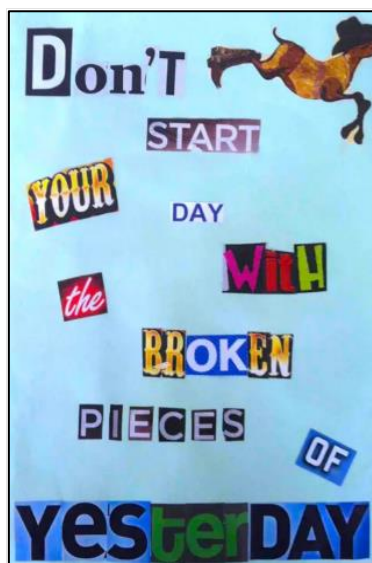 Don'T
START
YOUR
DAY
WitH
the
BROKEN
PIECES
OF
YesterDAY